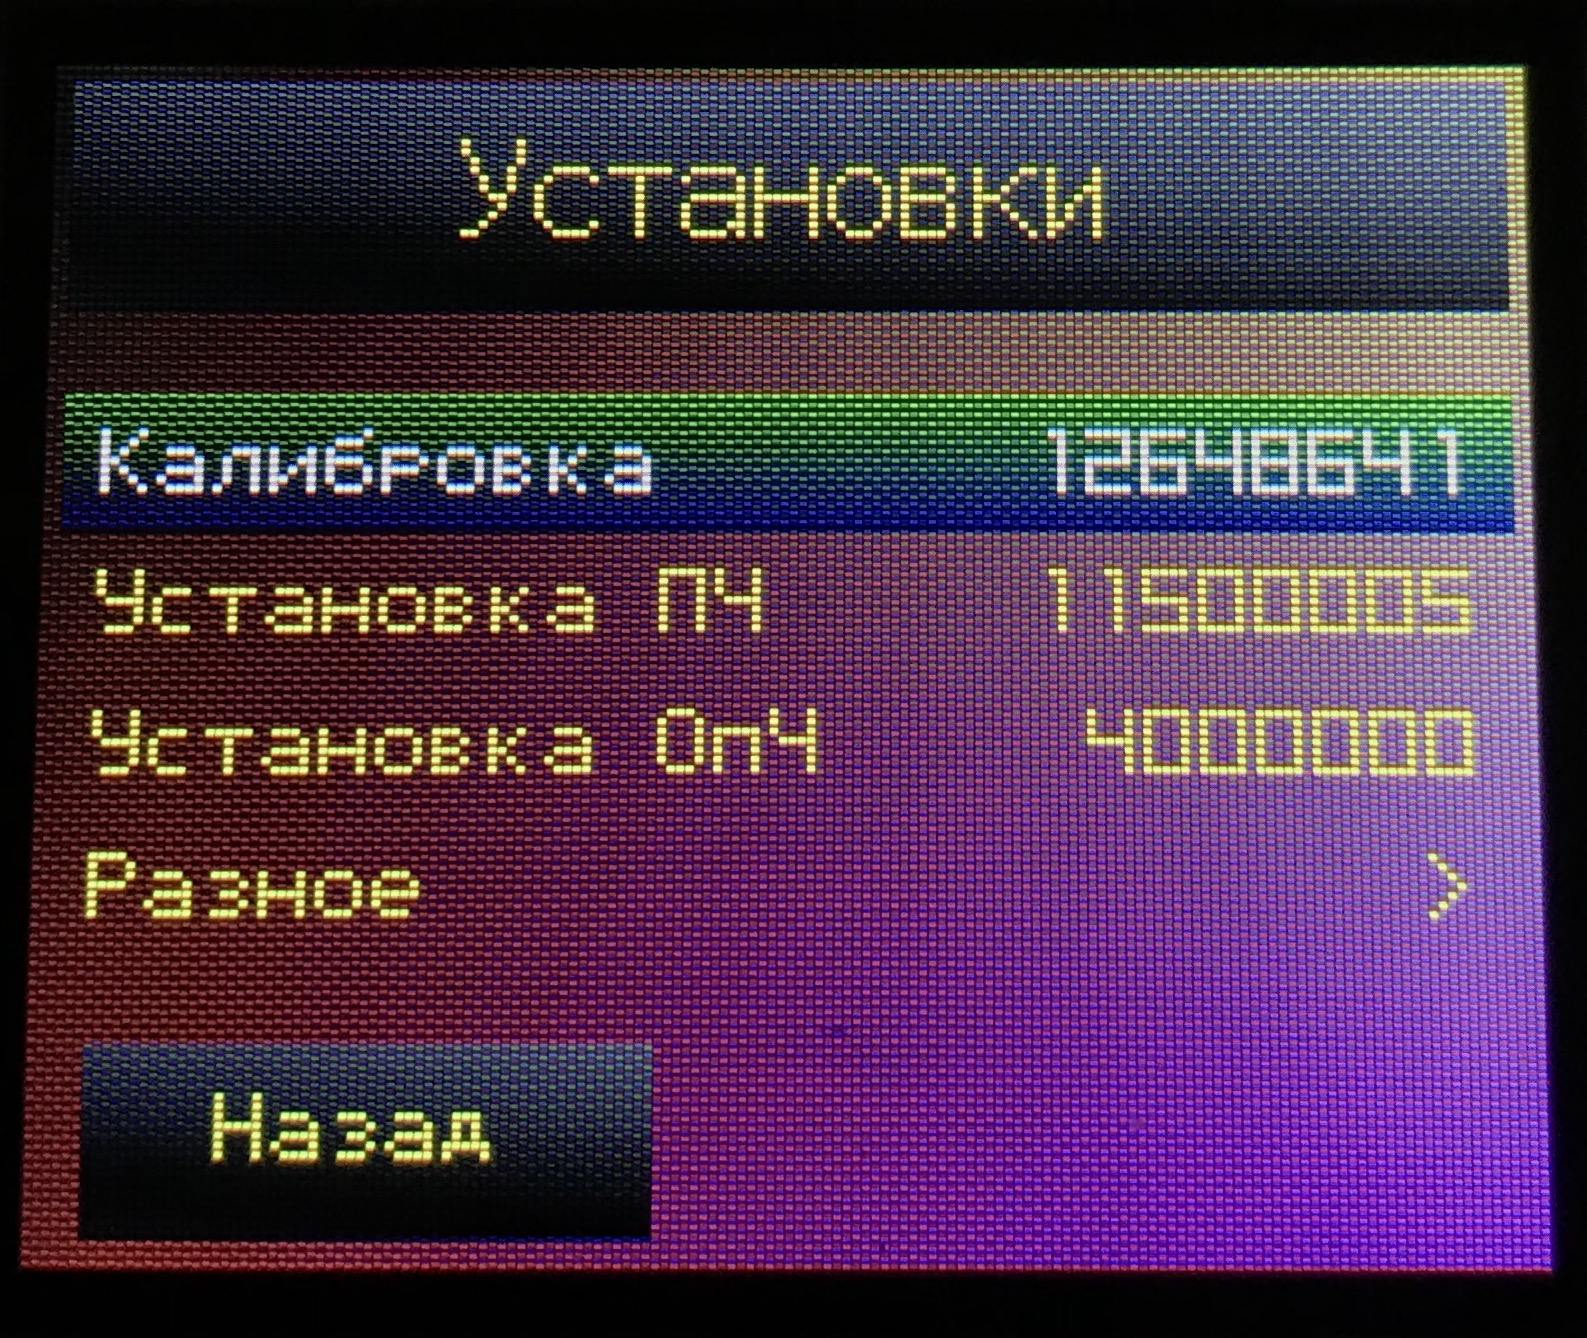 Установки
Калибровка 12648641
Установка ПЧ 11500005
Установка ОпЧ 4000000
Разное >
Назад